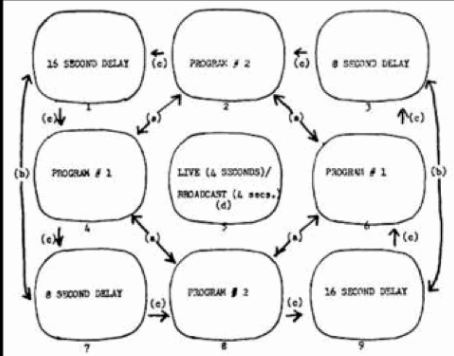 16 SECOND DELAY
(c)
PROGRAM # 2
(c)
8 SECOND DELAY
1
2
3
(c)
(a)
(a)
(c)
(b)
PROGRAM # 1
LIVE (4 SECONDS)/
BROADCAST (4 secs.)
(d)
PROGRAM # 1
(b)
4
5
6
(c)
(a)
(a)
(c)
8 SECOND DELAY
(c)
PROGRAM # 2
(c)
16 SECOND DELAY
7
8
9